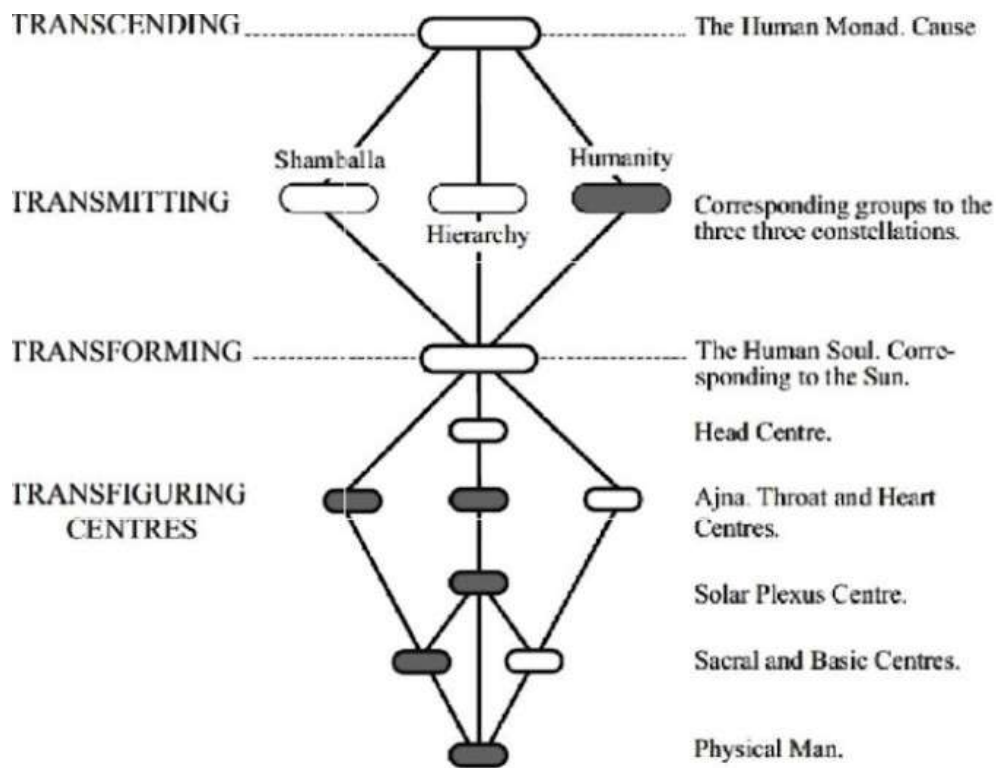 TRANSCENDING
The Human Monad. Cause
Shamballa
Humanity
TRANSMITTING
Hierarchy
Corresponding groups to the
three three constellations.
TRANSFORMING
The Human Soul. Corre-
sponding to the Sun.
Head Centre.
TRANSFIGURING
CENTRES
Ajna. Throat and Heart
Centres.
Solar Plexus Centre.
Sacral and Basic Centres.
Physical Man.